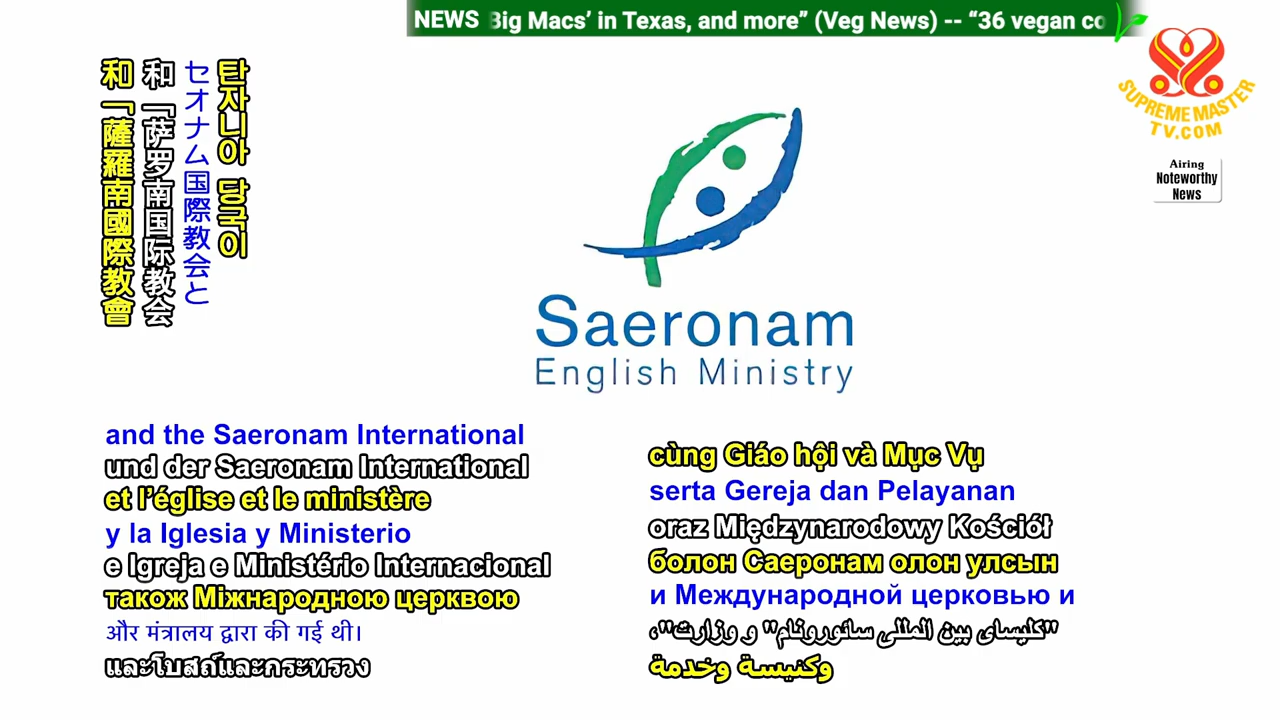 NEWS Big Macs’ in Texas, and more” (Veg News) -- “36 vegan co
SUPREME MASTER
TV.COM
Airing
Noteworthy
News
탄자니아 당국이
セオナム国際教会と
和「萨罗南国际教会
和「薩羅南國際教會
Saeronam
English Ministry
and the Saeronam International
und der Saeronam International
et l’église et le ministère
y la Iglesia y Ministerio
e Igreja e Ministério Internacional
також Міжнародною церквою
और मंत्रालय द्वारा की गई थी।
และโบสถ์และกระทรวง
cùng Giáo hội và Mục Vụ
serta Gereja dan Pelayanan
oraz Międzynarodowy Kościół
болон Саеронам олон улсын
и Международной церковью и
"کلیسای بین المللی سائورونام" و وزارت"،
وكنيسة وخدمة